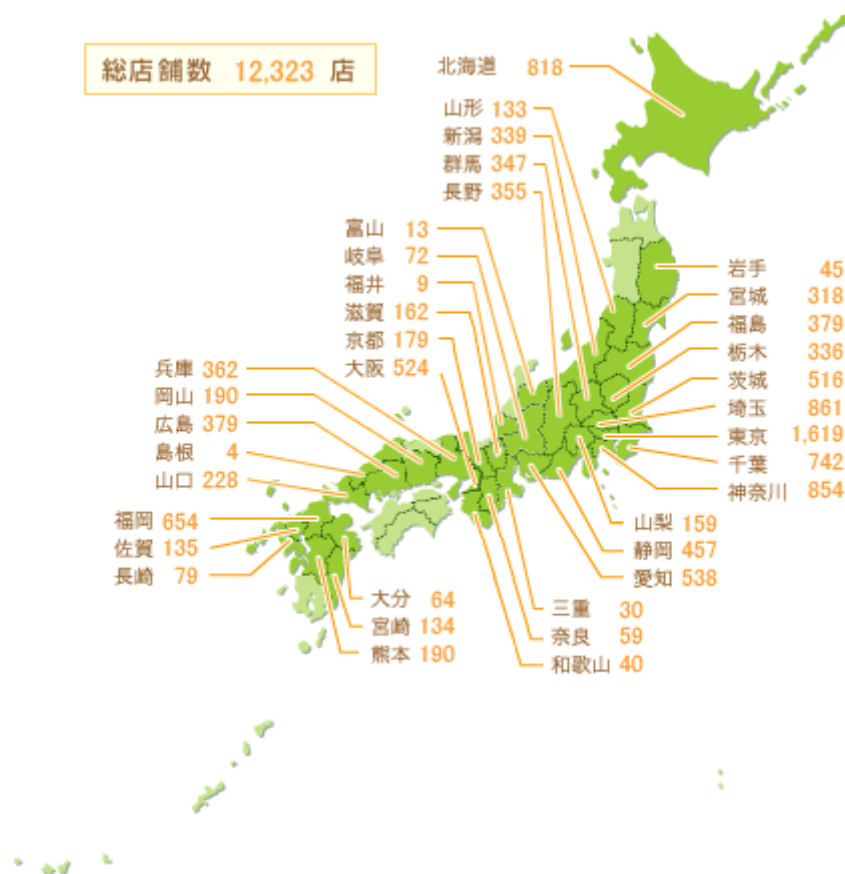 総店舗数 12,323 店
北海道 818
山形 133
新潟 339
群馬 347
長野 355
富山 13
岐阜 72
福井 9
滋賀 162
京都 179
大阪 524
兵庫 362
岡山 190
広島 379
島根 4
山口 228
福岡 654
佐賀 135
長崎 79
大分 64
宮崎 134
熊本 190
岩手 45
宮城 318
福島 379
栃木 336
茨城 516
埼玉 861
東京 1,619
千葉 742
神奈川 854
山梨 159
静岡 457
愛知 538
三重 30
奈良 59
和歌山 40